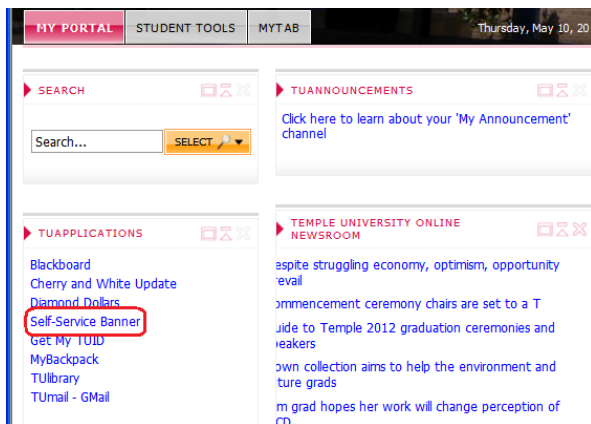 MY PORTAL STUDENT TOOLS MYTAB Thursday, May 10, 20
SEARCH
Search... SELECT
TUANNOUNCEMENTS
Click here to learn about your 'My Announcement'
channel
TUAPPLICATIONS
Blackboard
Cherry and White Update
Diamond Dollars
Self-Service Banner
Get My TUID
MyBackpack
TUlibrary
TUmail - GMail
TEMPLE UNIVERSITY ONLINE
NEWSROOM
espite struggling economy, optimism, opportunity
revail
ommencement ceremony chairs are set to a T
uide to Temple 2012 graduation ceremonies and
peakers
own collection aims to help the environment and
ture grads
m grad hopes her work will change perception of